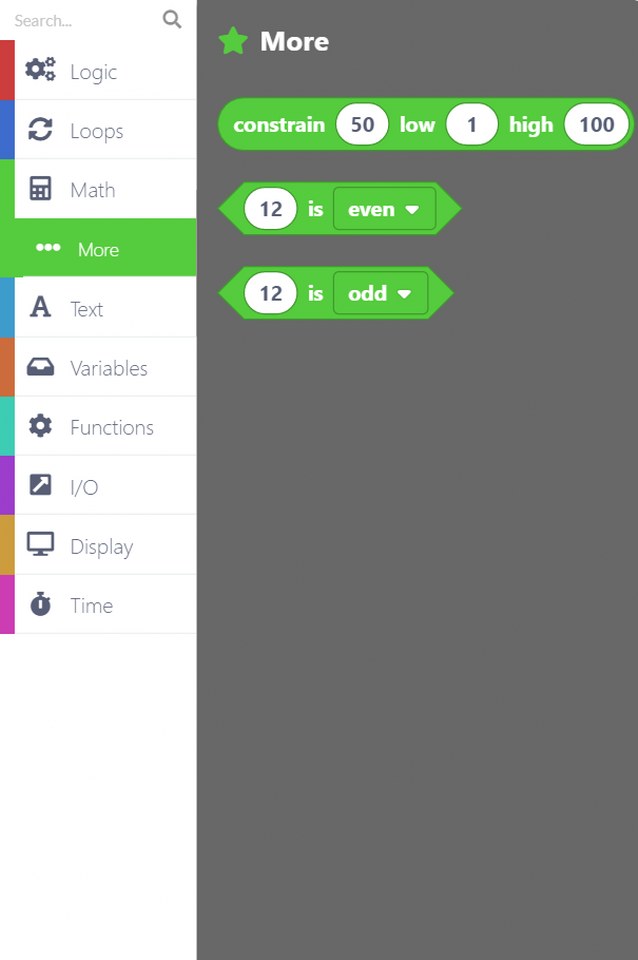 Search...
Logic
Loops
Math
More
Text
Variables
Functions
I/O
Display
Time
More
constrain 50 low 1 high 100
12 is even
12 is odd